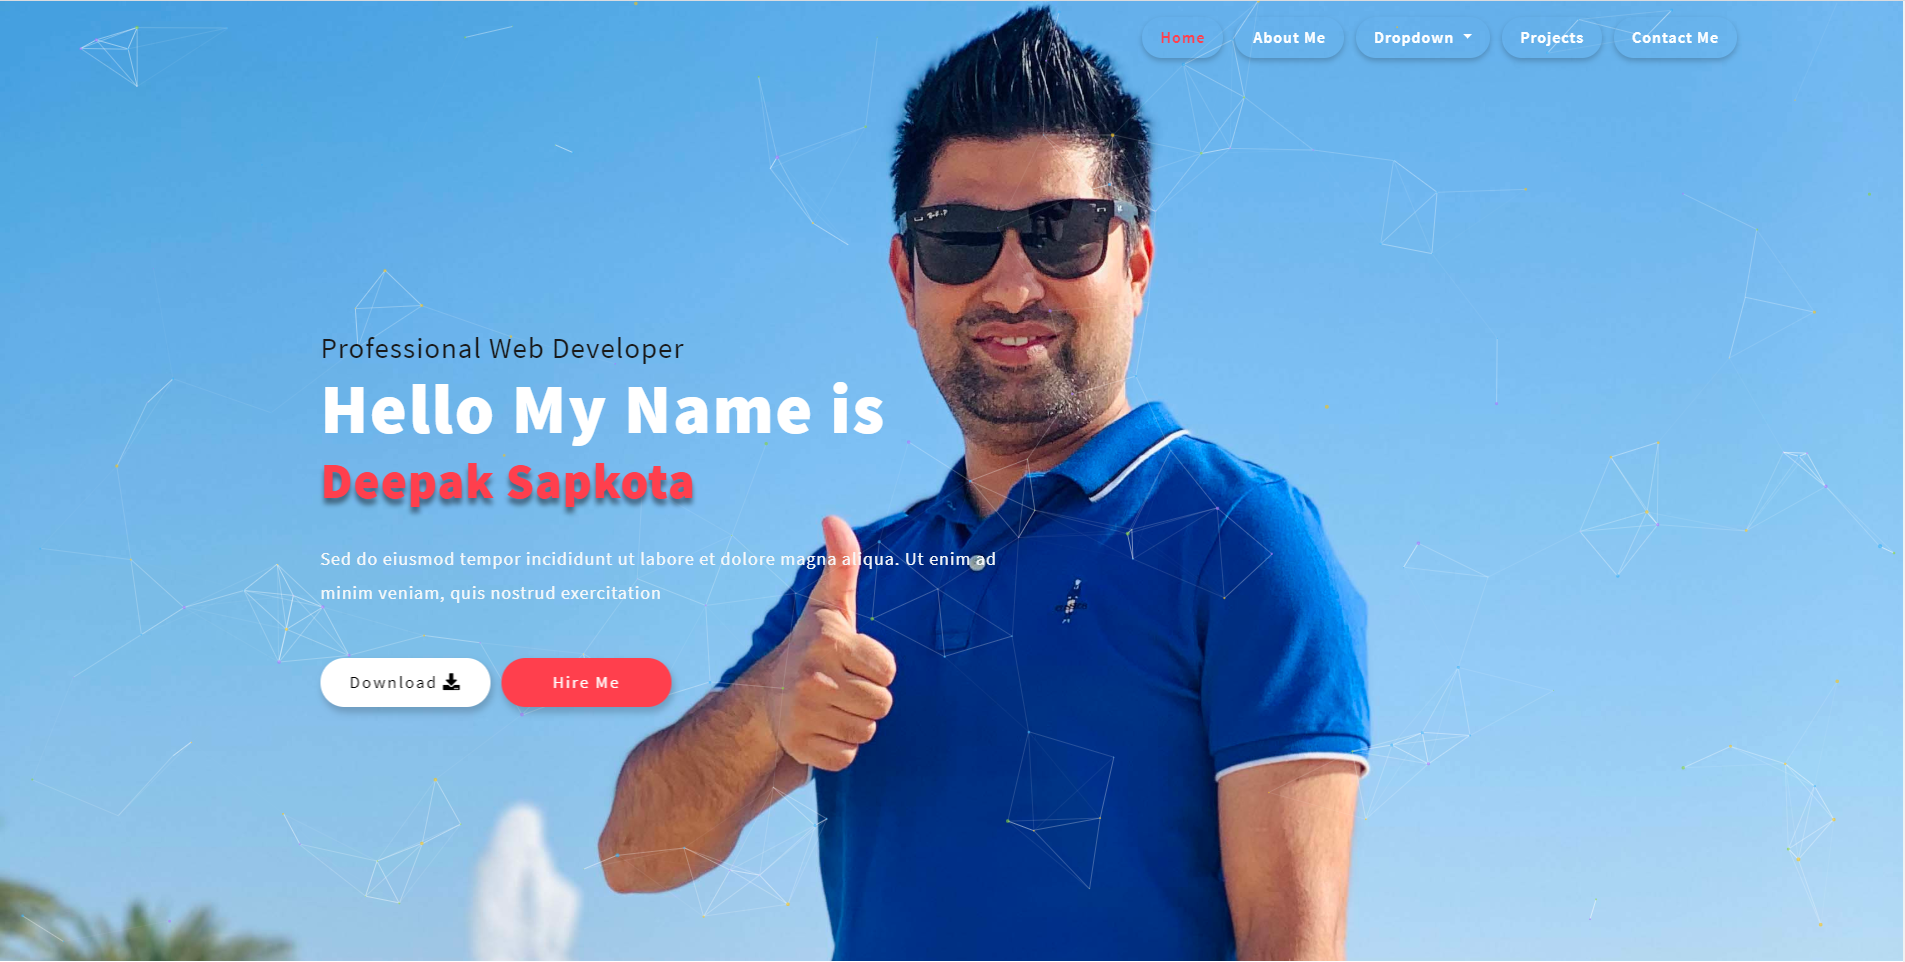 Home About Me Dropdown Projects Contact Me
Professional Web Developer
Hello My Name is
Deepak Sapkota
Sed do eiusmod tempor incididunt ut labore et dolore magna aliqua. Ut enim ad
minim veniam, quis nostrud exercitation
Download Hire Me